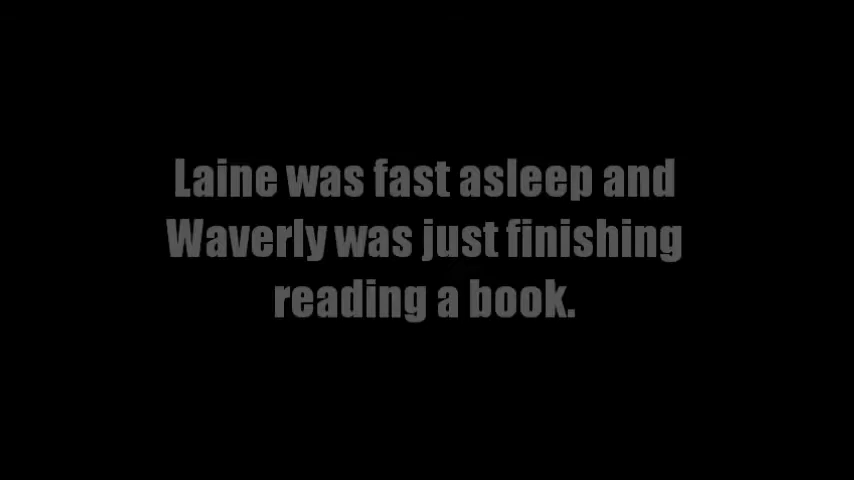 Laine was fast asleep and
Waverly was just finishing
reading a book.